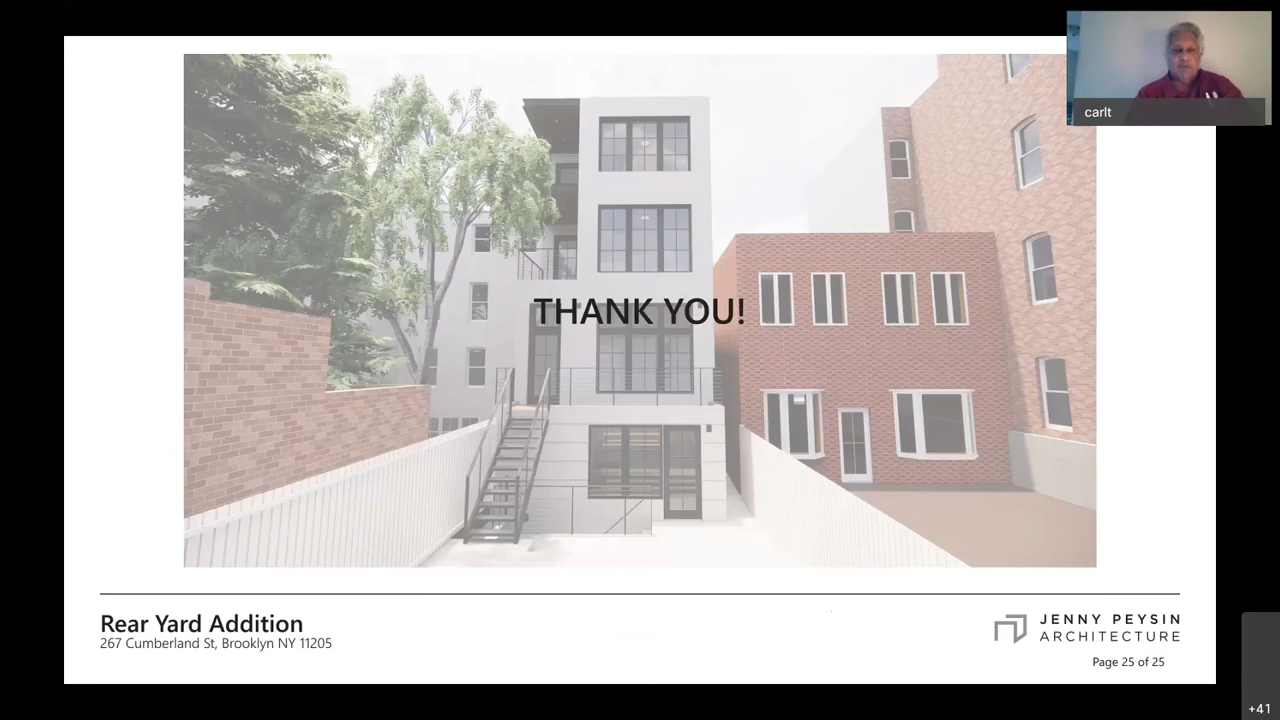 carlt
THANK YOU!
Rear Yard Addition
267 Cumberland St, Brooklyn NY 11205
JENNY PEYSIN
ARCHITECTURE
Page 25 of 25
+41